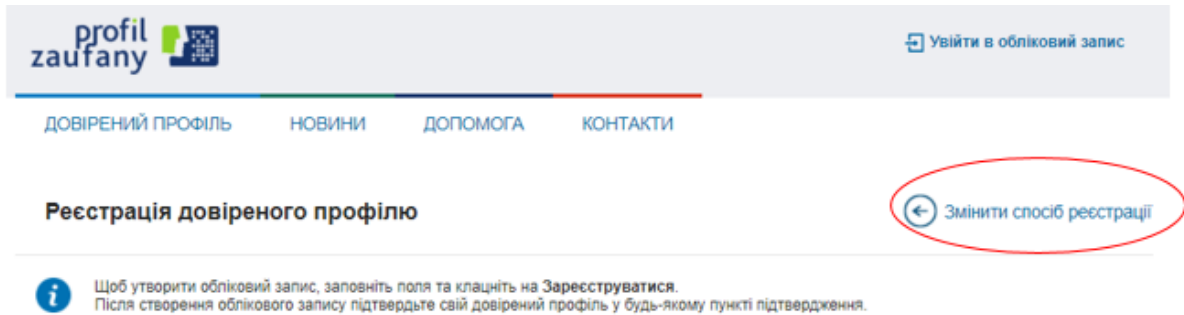 profil
zaufany
Увійти в обліковий запис
ДОВІРЕНИЙ ПРОФІЛЬ НОВИНИ ДОПОМОГА КОНТАКТИ
Реєстрація довіреного профілю
Змінити спосіб реєстрації
Щоб утворити обліковий запис, заповніть поля та клацніть на Зареєструватися.
Після створення облікового запису підтвердьте свій довірений профіль у будь-якому пункті підтвердження.